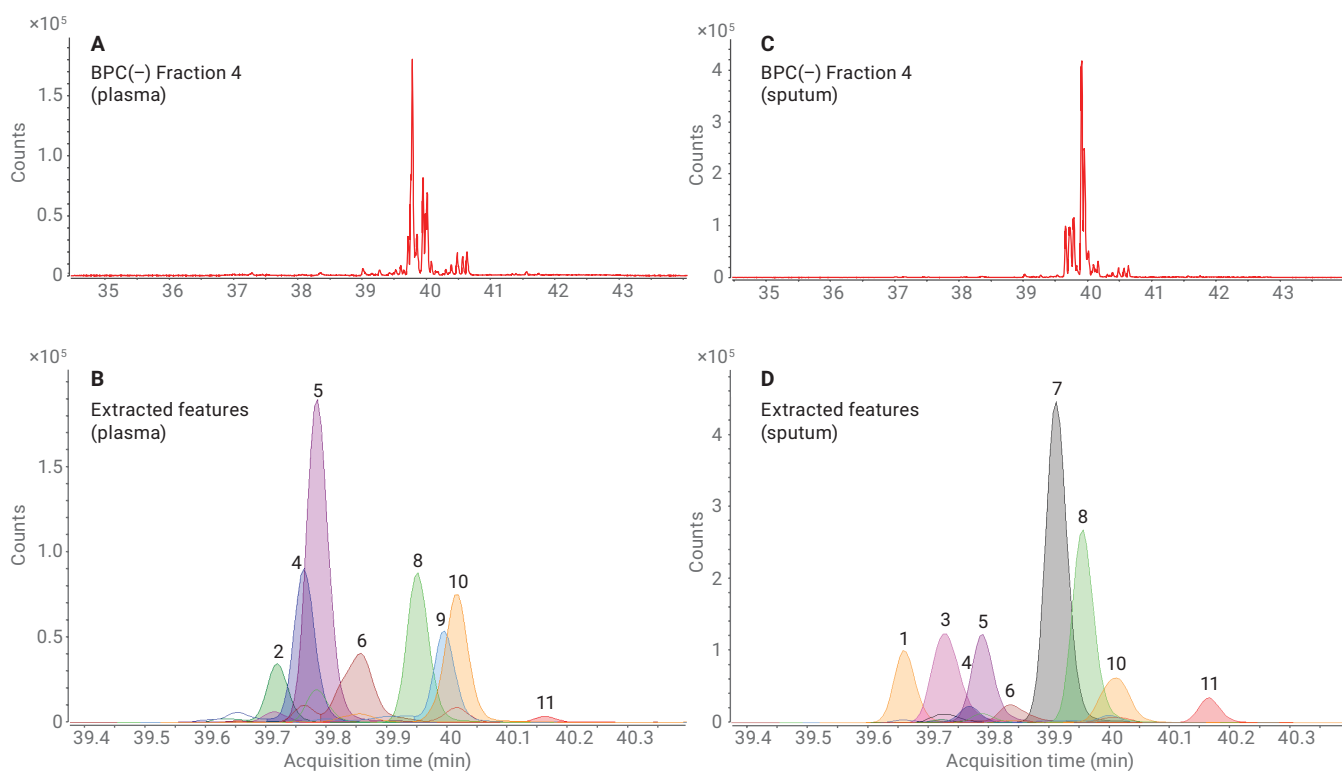 ×10⁵
A
BPC(–) Fraction 4
(plasma)
Counts
1.5
1.0
0.5
0
35 36 37 38 39 40 41 42 43
×10⁵
C
BPC(–) Fraction 4
(sputum)
Counts
4
3
2
1
0
35 36 37 38 39 40 41 42 43
×10⁵
B
Extracted features
(plasma)
Counts
1.5
1.0
0.5
0
2
4
5
6
8
9
10
11
39.4 39.5 39.6 39.7 39.8 39.9 40 40.1 40.2 40.3
Acquisition time (min)
×10⁵
D
Extracted features
(sputum)
Counts
4
3
2
1
0
1
3
4
5
6
7
8
10
11
39.4 39.5 39.6 39.7 39.8 39.9 40 40.1 40.2 40.3
Acquisition time (min)